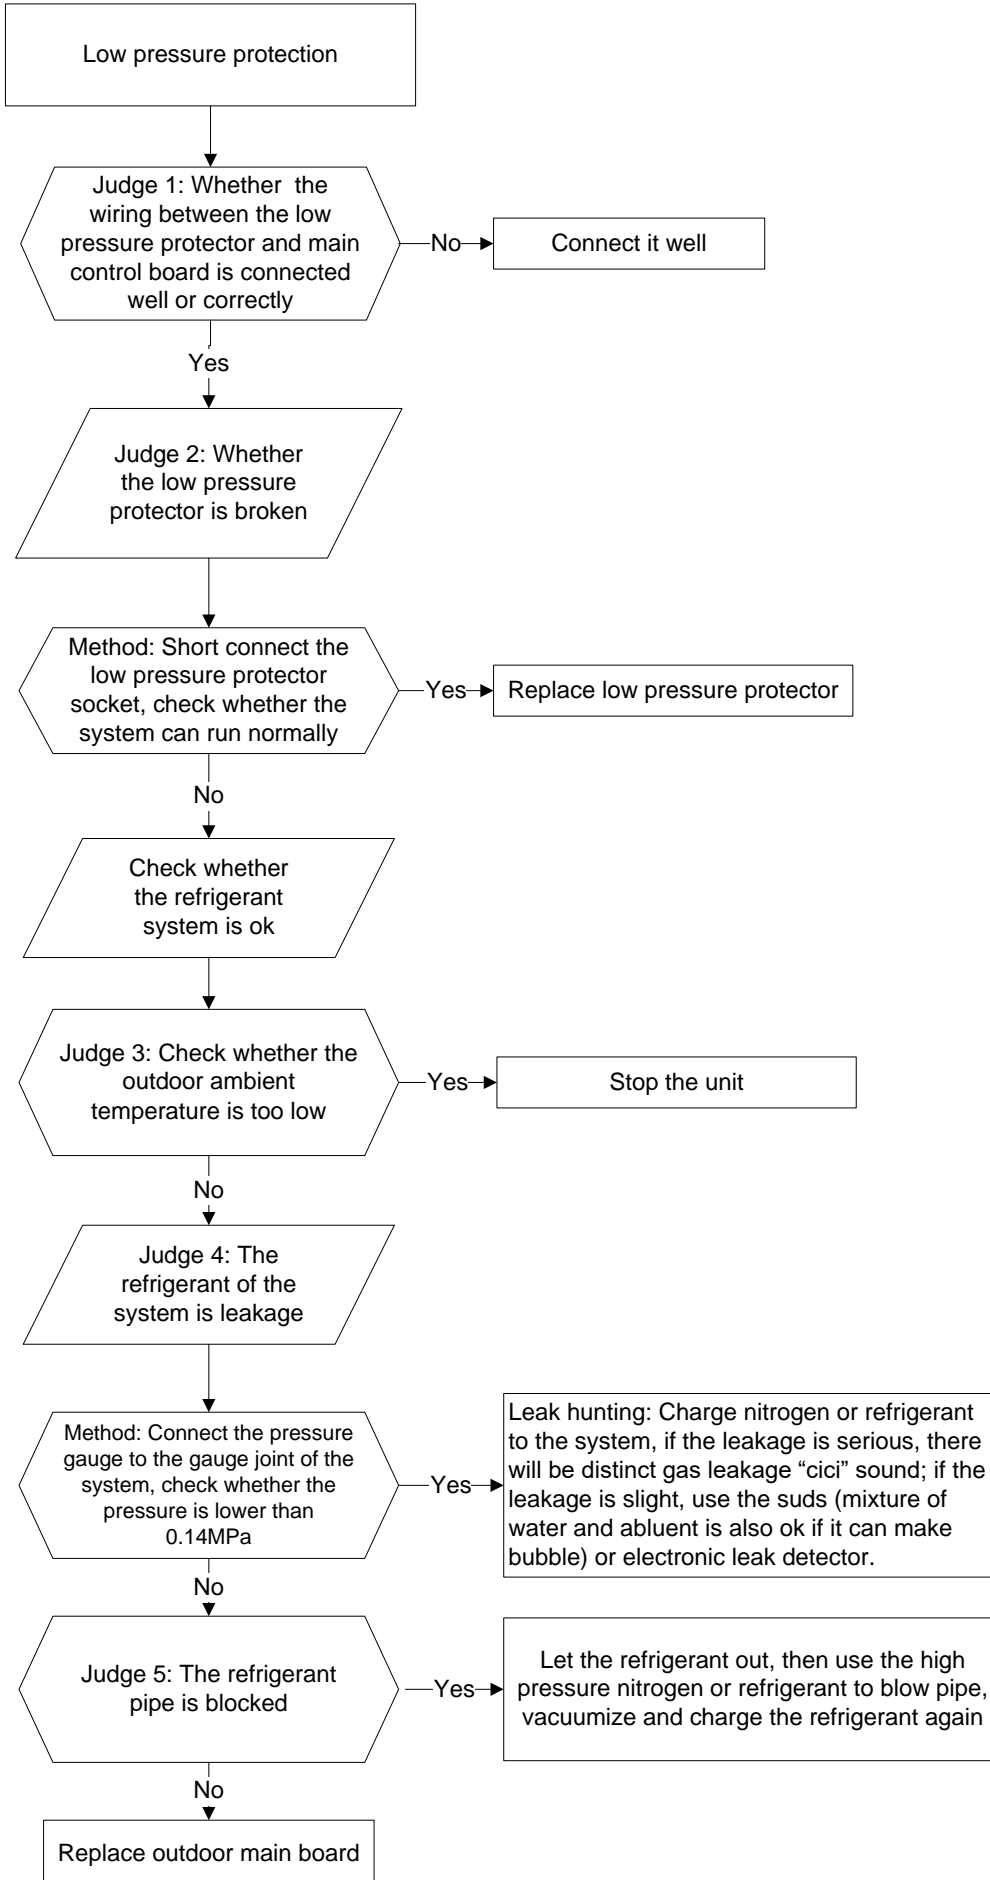 Low pressure protection
Judge 1: Whether the
wiring between the low
pressure protector and main
control board is connected
well or correctly
No
Connect it well
Yes
Judge 2: Whether
the low pressure
protector is broken
Method: Short connect the
low pressure protector
socket, check whether the
system can run normally
Yes
Replace low pressure protector
No
Check whether
the refrigerant
system is ok
Judge 3: Check whether the
outdoor ambient
temperature is too low
Yes
Stop the unit
No
Judge 4: The
refrigerant of the
system is leakage
Method: Connect the pressure
gauge to the gauge joint of the
system, check whether the
pressure is lower than
0.14MPa
Yes
Leak hunting: Charge nitrogen or refrigerant
to the system, if the leakage is serious, there
will be distinct gas leakage “cici” sound; if the
leakage is slight, use the suds (mixture of
water and abluent is also ok if it can make
bubble) or electronic leak detector.
No
Judge 5: The refrigerant
pipe is blocked
Yes
Let the refrigerant out, then use the high
pressure nitrogen or refrigerant to blow pipe,
vacuumize and charge the refrigerant again
No
Replace outdoor main board